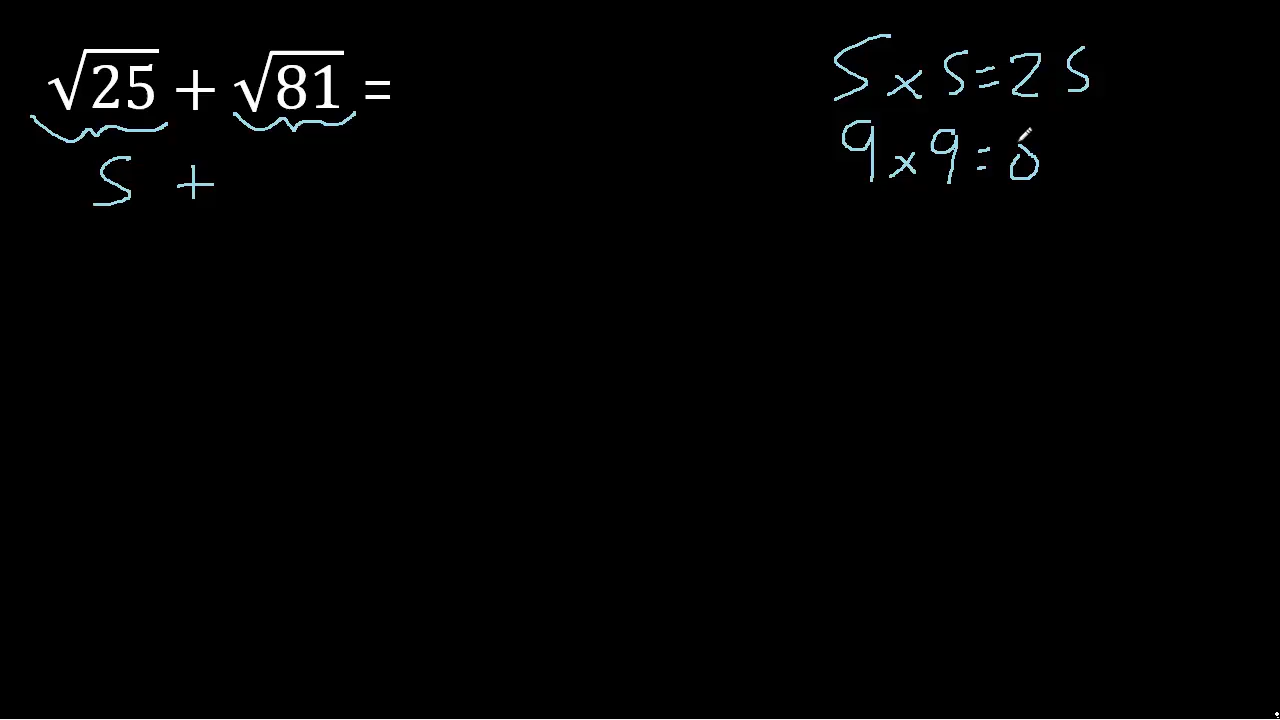 √25 + √81 =
5 +
5 x 5 = 25
9 x 9 =